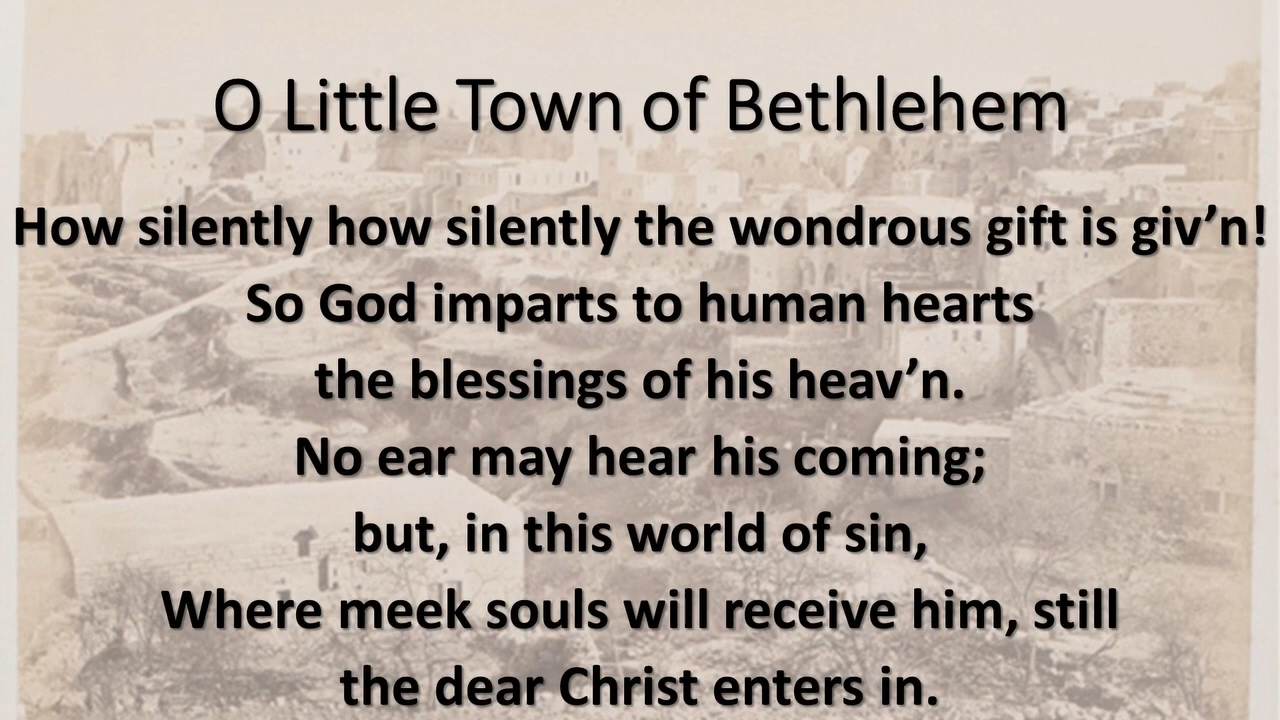 O Little Town of Bethlehem
How silently how silently the wondrous gift is giv’n!
So God imparts to human hearts
the blessings of his heav’n.
No ear may hear his coming;
but, in this world of sin,
Where meek souls will receive him, still
the dear Christ enters in.